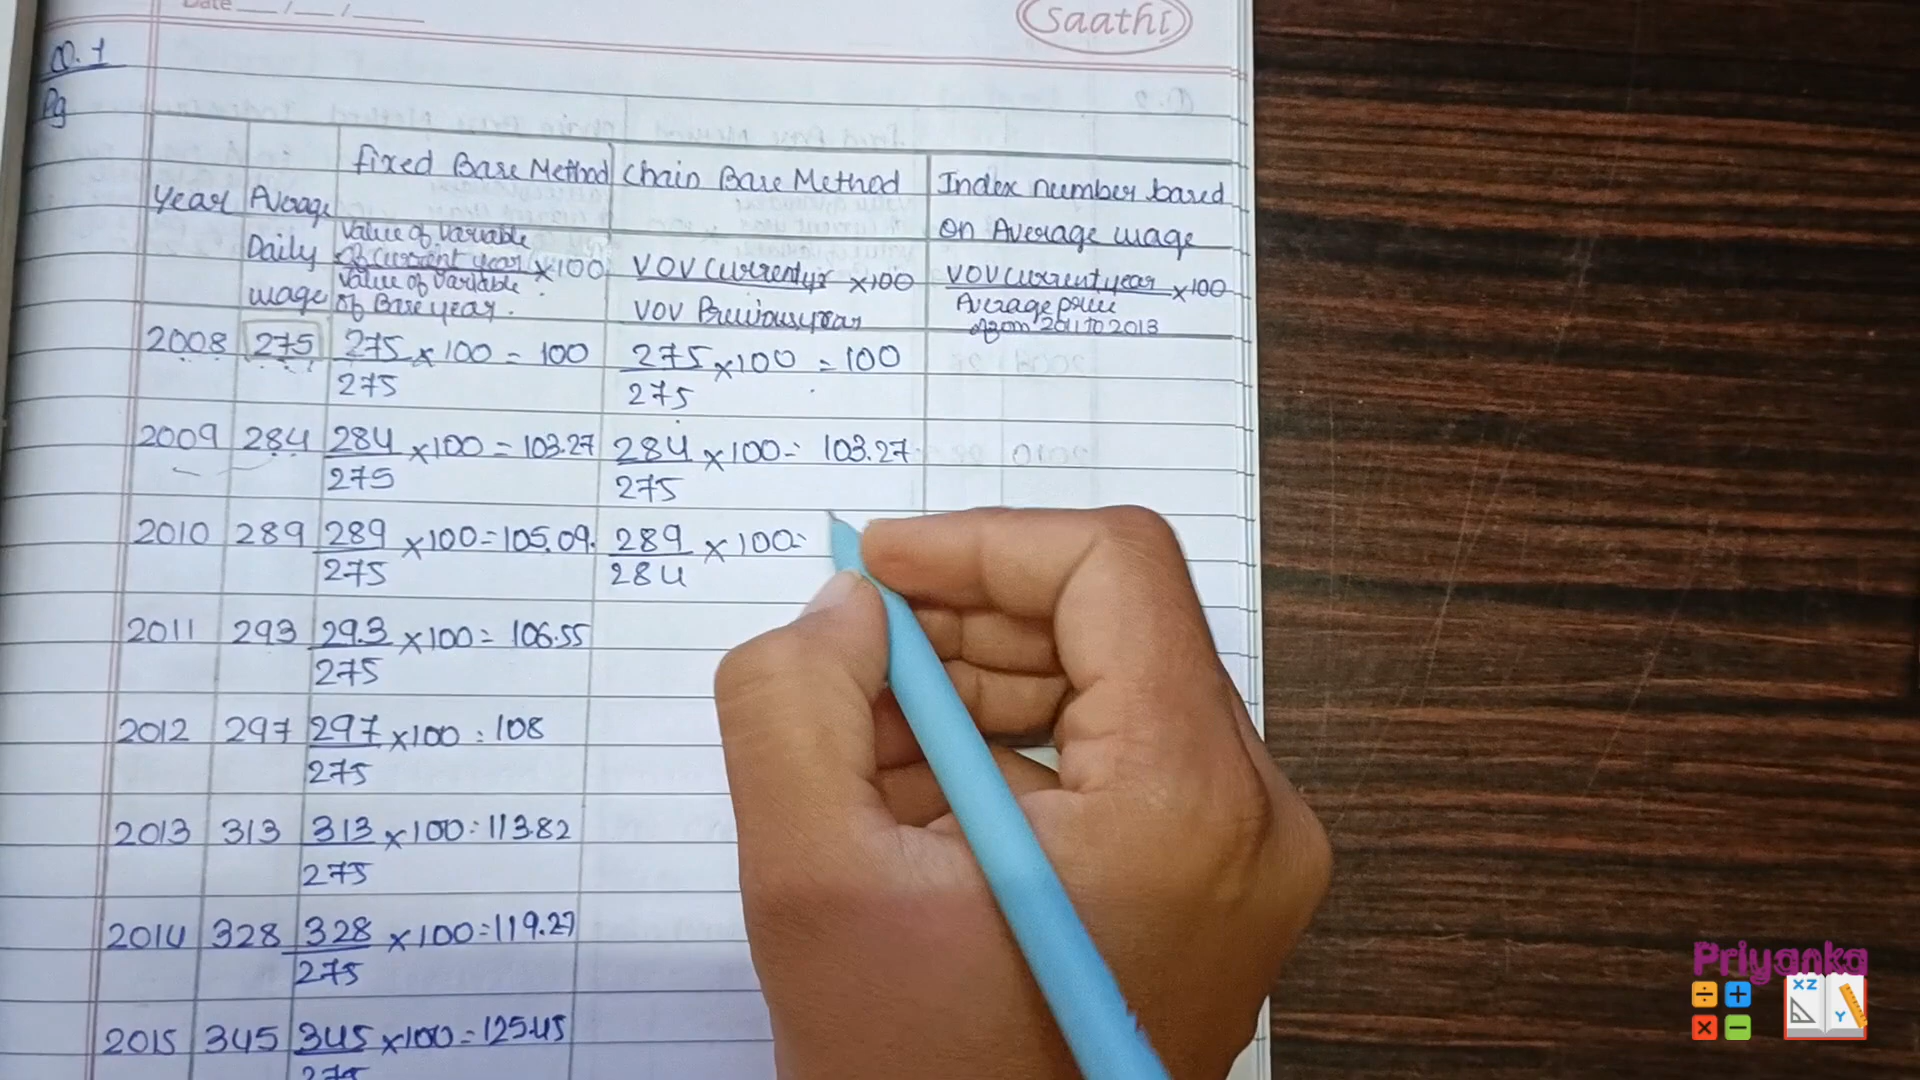 Date __/__/____
Saathi
Q.1
Pg
Year
Average
Daily
wage
fixed Base Method
Value of Variable
of current year ×100
Value of Variable
of Base year.
Chain Base Method
VOV Current yr ×100
VOV Previous year
Index number based
on Average wage
VOV Current year ×100
Average price
from 2011 to 2013
2008 275 275 × 100 = 100 275 × 100 = 100
275 275
2009 284 284 × 100 = 103.27 284 × 100 = 103.27
275 275
2010 289 289 × 100 = 105.09. 289 × 100 =
275 284
2011 293 293 × 100 = 106.55
275
2012 297 297 × 100 = 108
275
2013 313 313 × 100 = 113.82
275
2014 328 328 × 100 = 119.27
275
2015 345 345 × 100 = 125.45
275
Priyanka
XZ
Y